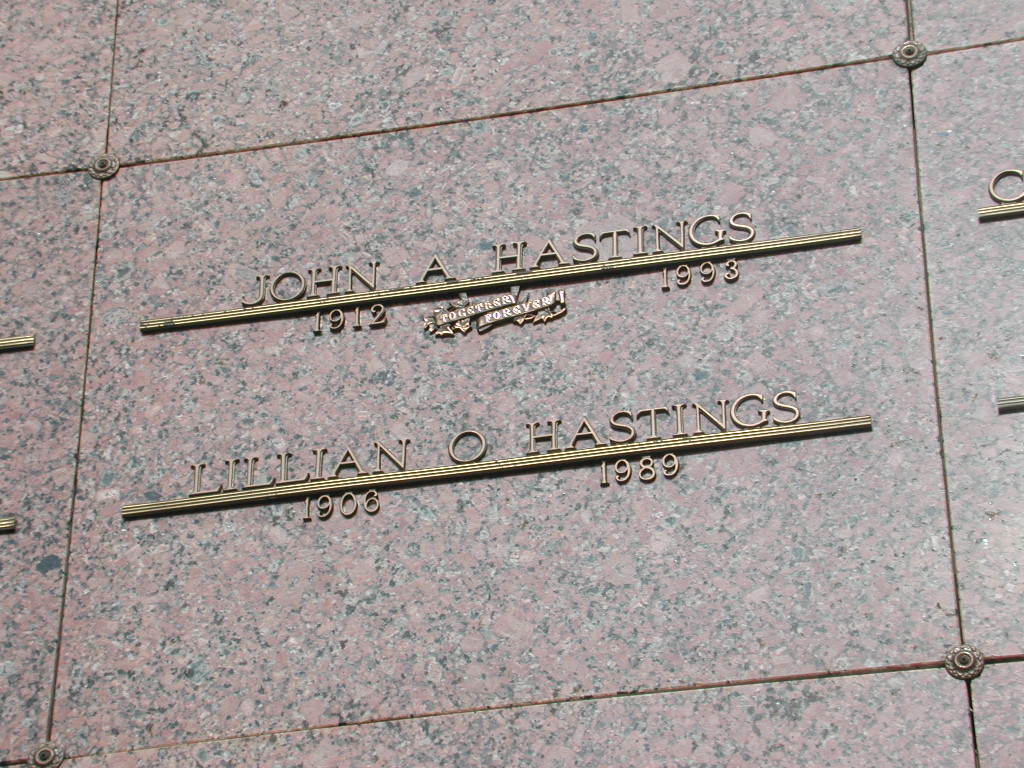 JOHN A HASTINGS
1912 1993
TOGETHER
FOREVER
LILLIAN O HASTINGS
1906 1989
C